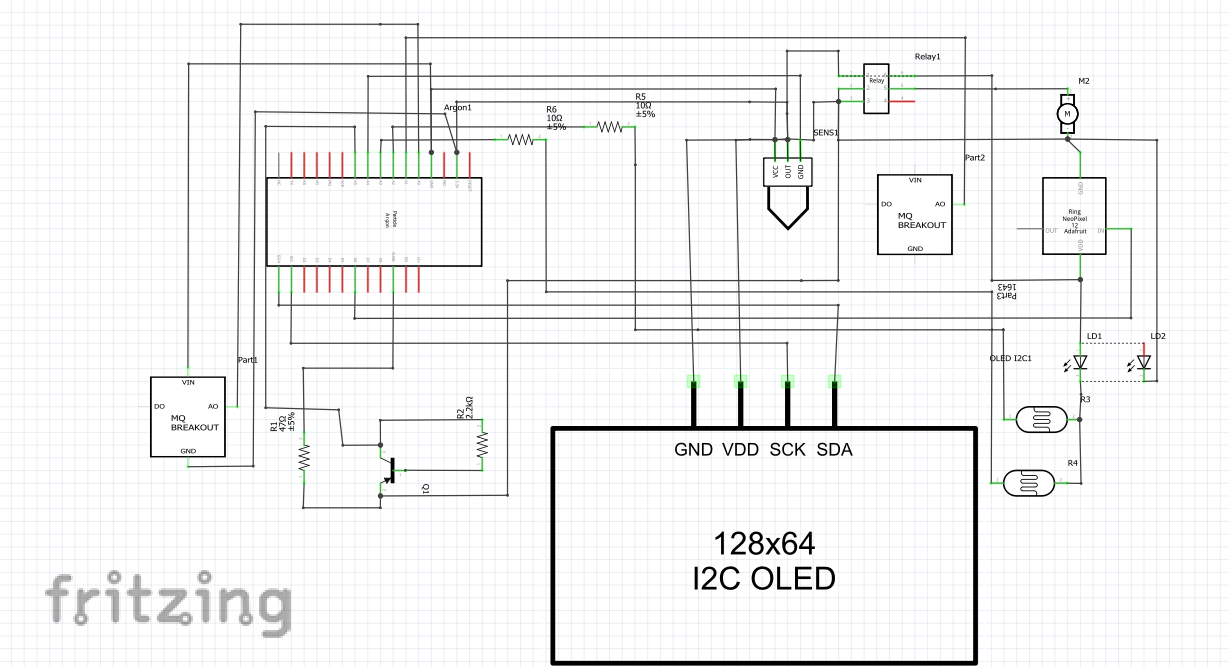 Relay1
M2
Relay
M
R5
10Ω
±5%
R6
10Ω
±5%
Argon1
SENS1
VCC
OUT
GND
Part2
VIN
DO
AO
MQ
BREAKOUT
GND
GND
Ring
NeoPixel
12
Adafruit
OUT
IN
VDD
Particle
Argon
Part3
1643
LD1
LD2
OLED I2C1
Part1
VIN
DO
AO
MQ
BREAKOUT
GND
R1
47Ω
±5%
R2
2.2kΩ
Q1
R3
R4
GND VDD SCK SDA
128x64
I2C OLED
fritzing